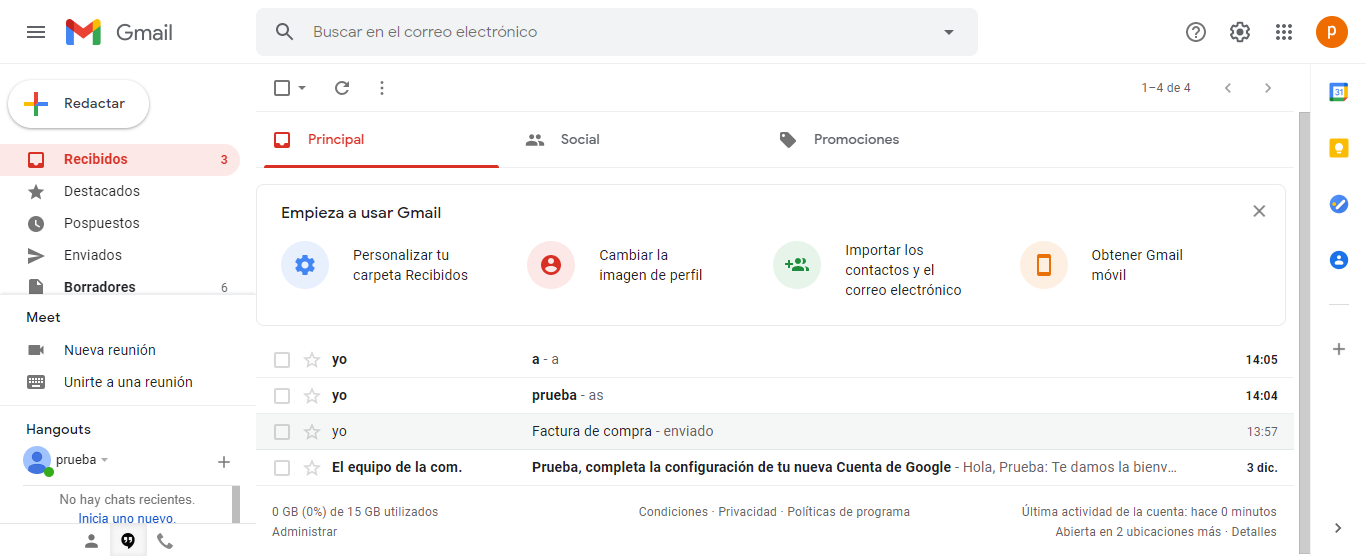 Gmail
Buscar en el correo electrónico
p
Redactar
1–4 de 4
31
Recibidos 3
Destacados
Pospuestos
Enviados
Borradores 6
Meet
Nueva reunión
Unirte a una reunión
Hangouts
prueba
No hay chats recientes.
Inicia uno nuevo.
Principal Social Promociones
Empieza a usar Gmail
Personalizar tu
carpeta Recibidos
Cambiar la
imagen de perfil
Importar los
contactos y el
correo electrónico
Obtener Gmail
móvil
yo a - a 14:05
yo prueba - as 14:04
yo Factura de compra - enviado 13:57
El equipo de la com. Prueba, completa la configuración de tu nueva Cuenta de Google - Hola, Prueba: Te damos la bienv… 3 dic.
0 GB (0%) de 15 GB utilizados
Administrar
Condiciones · Privacidad · Políticas de programa
Última actividad de la cuenta: hace 0 minutos
Abierta en 2 ubicaciones más · Detalles